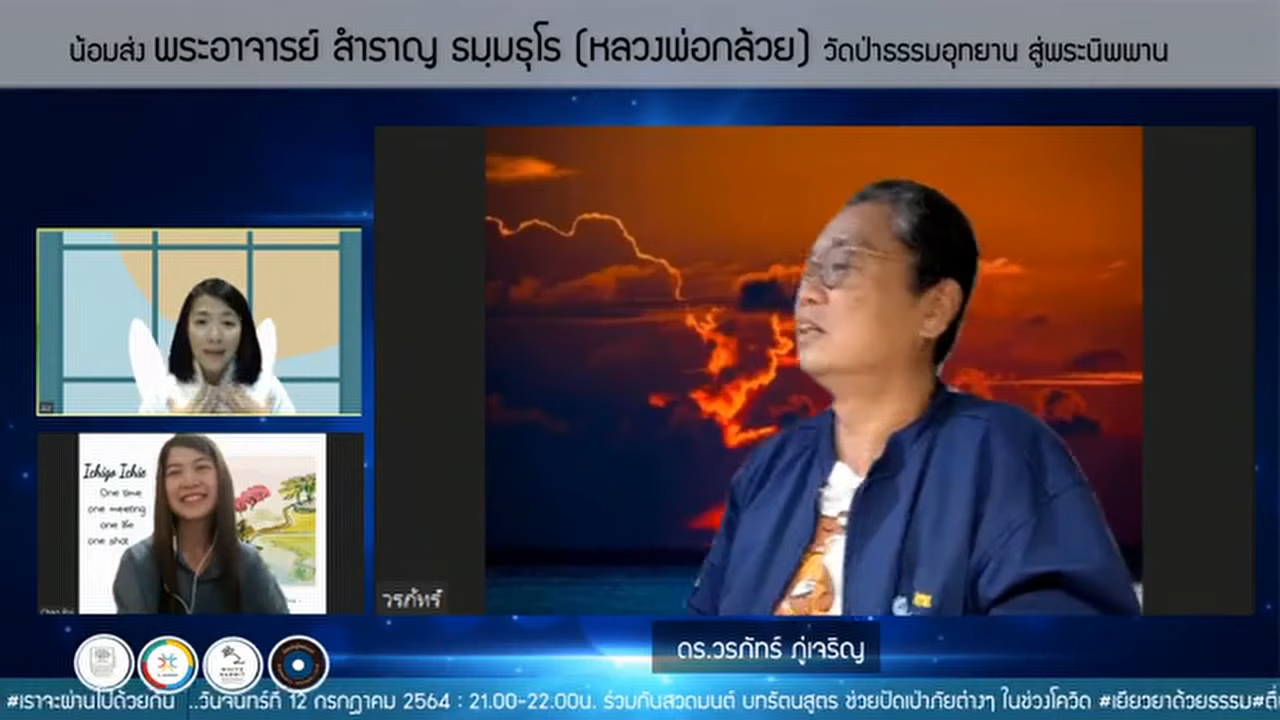 น้อมส่ง พระอาจารย์ สำราญ ธมฺมธุโร (หลวงพ่อกล้วย) วัดป่าธรรมอุทยาน สู่พระนิพพาน
Ichigo Ichie
One time
one meeting
one life
one shot
วรภัทร์
ดร.วรภัทร์ ภู่เจริญ
WHITE RABBIT
#เราจะผ่านไปด้วยกัน ..วันจันทร์ที่ 12 กรกฎาคม 2564 : 21.00-22.00น. ร่วมกันสวดมนต์ บทรัตนสูตร ช่วยปัดเป่าภัยต่างๆ ในช่วงโควิด #เยียวยาด้วยธรรม#ตื่